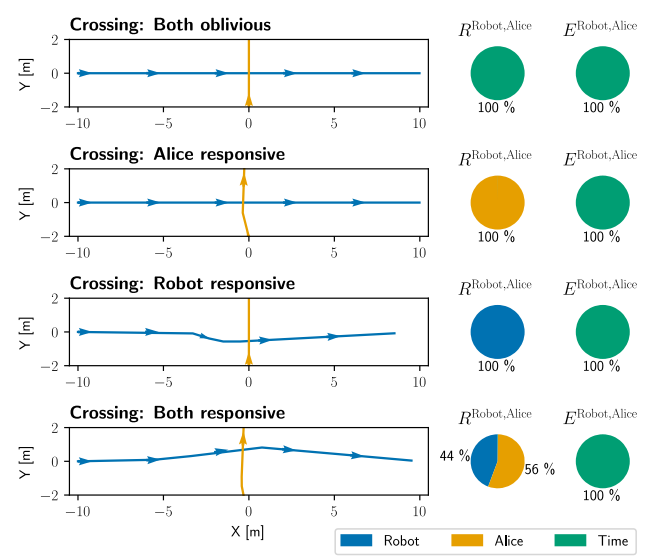 Crossing: Both oblivious
R^Robot,Alice E^Robot,Alice
Y [m]
2
0
−2
−10 −5 0 5 10
100 % 100 %
Crossing: Alice responsive
R^Robot,Alice E^Robot,Alice
Y [m]
2
0
−2
−10 −5 0 5 10
100 % 100 %
Crossing: Robot responsive
R^Robot,Alice E^Robot,Alice
Y [m]
2
0
−2
−10 −5 0 5 10
100 % 100 %
Crossing: Both responsive
R^Robot,Alice E^Robot,Alice
Y [m]
2
0
−2
−10 −5 0 5 10
44 % 56 % 100 %
X [m]
Robot Alice Time